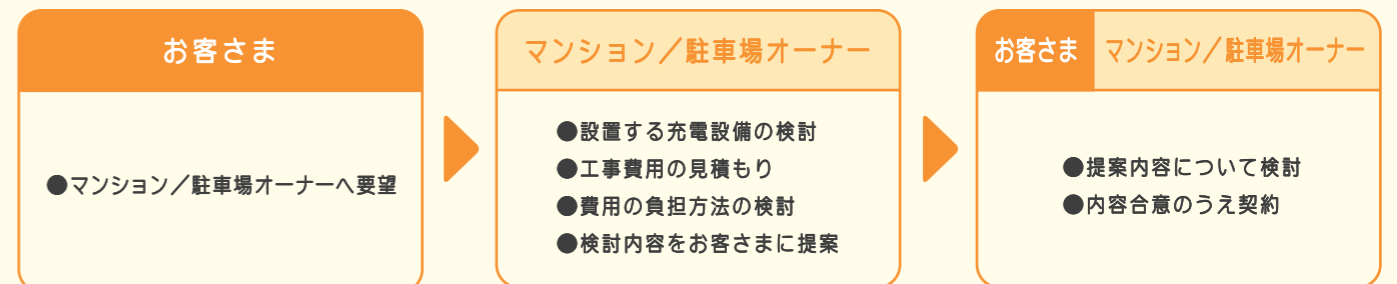 お客さま
●マンション／駐車場オーナーへ要望
マンション／駐車場オーナー
●設置する充電設備の検討
●工事費用の見積もり
●費用の負担方法の検討
●検討内容をお客さまに提案
お客さま
マンション／駐車場オーナー
●提案内容について検討
●内容合意のうえ契約